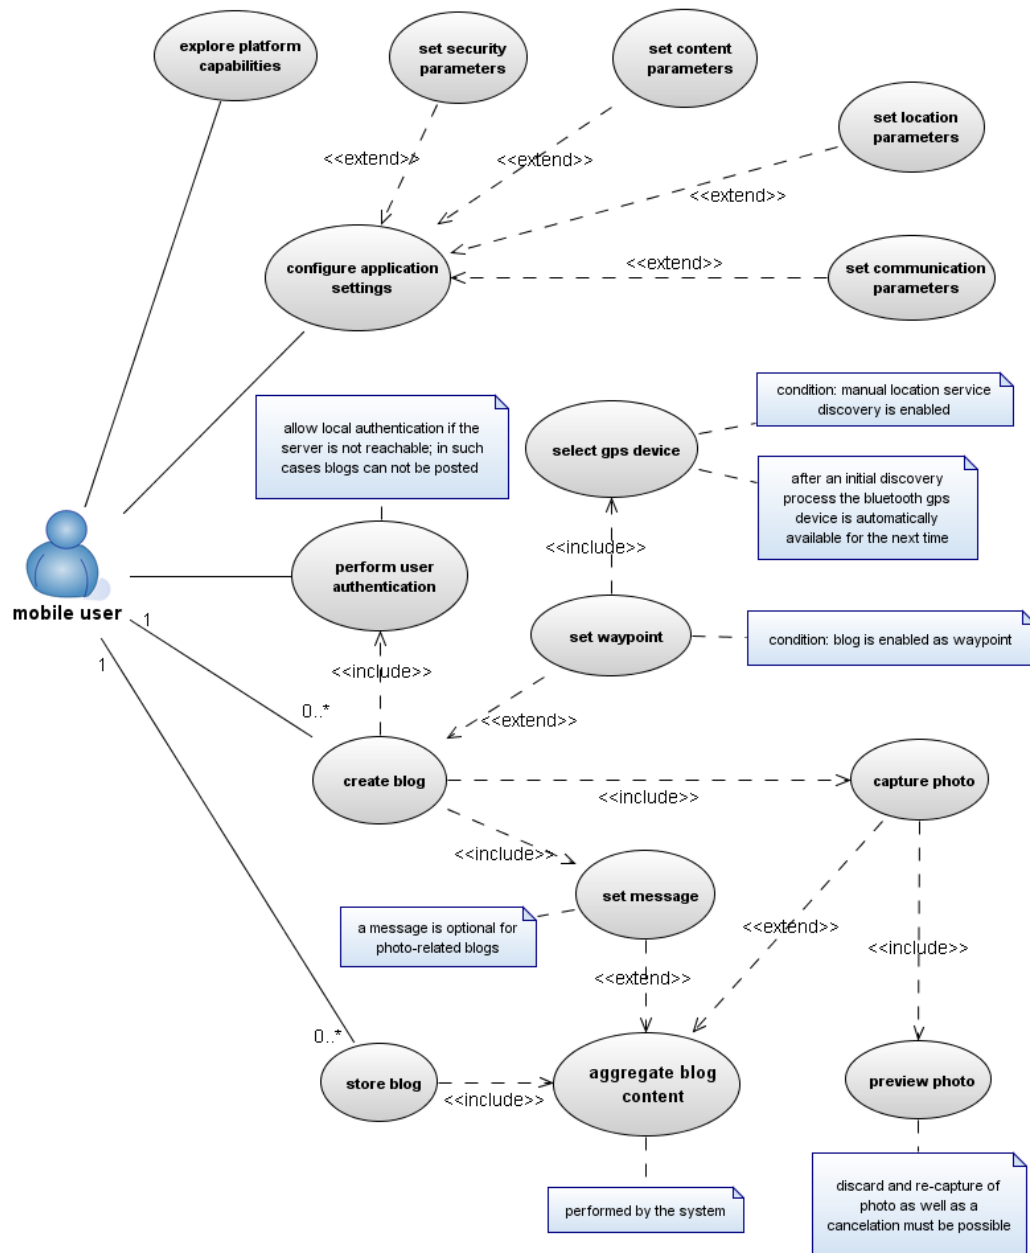 explore platform
capabilities
set security
parameters
set content
parameters
set location
parameters
<<extend>>
<<extend>>
<<extend>>
configure application
settings
<<extend>>
set communication
parameters
allow local authentication if the
server is not reachable; in such
cases blogs can not be posted
condition: manual location service
discovery is enabled
select gps device
after an initial discovery
process the bluetooth gps
device is automatically
available for the next time
<<include>>
perform user
authentication
mobile user
1
1
set waypoint
condition: blog is enabled as waypoint
<<include>>
0..*
<<extend>>
create blog
<<include>>
capture photo
<<include>>
set message
a message is optional for
photo-related blogs
<<extend>>
<<include>>
<<extend>>
0..*
store blog
<<include>>
aggregate blog
content
preview photo
performed by the system
discard and re-capture of
photo as well as a
cancelation must be possible